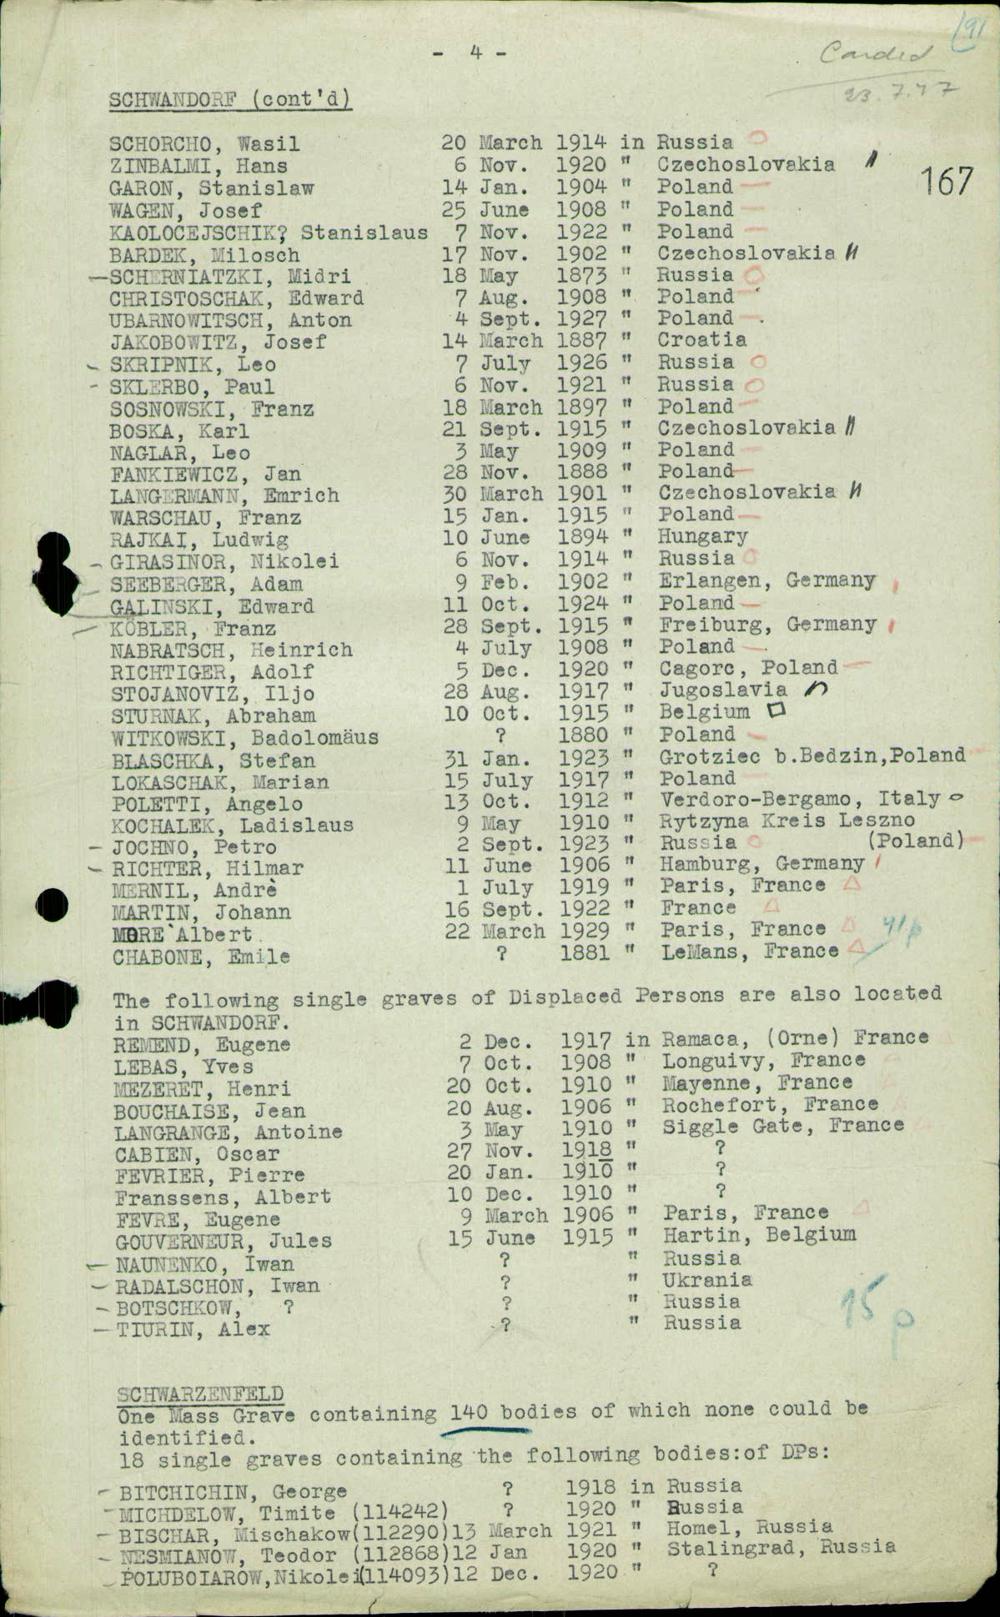 - 4 -
Carded
23.7.47
167
SCHWANDORF (cont'd)
SCHORCHO, Wasil 20 March 1914 in Russia
ZINBALMI, Hans 6 Nov. 1920 " Czechoslovakia
GARON, Stanislaw 14 Jan. 1904 " Poland
WAGEN, Josef 25 June 1908 " Poland
KAOLOCEJSCHIK? Stanislaus 7 Nov. 1922 " Poland
BARDEK, Milosch 17 Nov. 1902 " Czechoslovakia
SCHERNIATZKI, Midri 18 May 1873 " Russia
CHRISTOSCHAK, Edward 7 Aug. 1908 " Poland
UBARNOWITSCH, Anton 4 Sept. 1927 " Poland
JAKOBOWITZ, Josef 14 March 1887 " Croatia
SKRIPNIK, Leo 7 July 1926 " Russia
SKLERBO, Paul 6 Nov. 1921 " Russia
SOSNOWSKI, Franz 18 March 1897 " Poland
BOSKA, Karl 21 Sept. 1915 " Czechoslovakia
NAGLAR, Leo 3 May 1909 " Poland
FANKIEWICZ, Jan 28 Nov. 1888 " Poland
LANGERMANN, Emrich 30 March 1901 " Czechoslovakia
WARSCHAU, Franz 15 Jan. 1915 " Poland
RAJKAI, Ludwig 10 June 1894 " Hungary
GIRASINOR, Nikolei 6 Nov. 1914 " Russia
SEEBERGER, Adam 9 Feb. 1902 " Erlangen, Germany
GALINSKI, Edward 11 Oct. 1924 " Poland
KÖBLER, Franz 28 Sept. 1915 " Freiburg, Germany
NABRATSCH, Heinrich 4 July 1908 " Poland
RICHTIGER, Adolf 5 Dec. 1920 " Cagorc, Poland
STOJANOVIZ, Iljo 28 Aug. 1917 " Jugoslavia
STURNAK, Abraham 10 Oct. 1915 " Belgium
WITKOWSKI, Badolomäus ? 1880 " Poland
BLASCHKA, Stefan 31 Jan. 1923 " Grotziec b.Bedzin,Poland
LOKASCHAK, Marian 15 July 1917 " Poland
POLETTI, Angelo 13 Oct. 1912 " Verdoro-Bergamo, Italy
KOCHALEK, Ladislaus 9 May 1910 " Rytzyna Kreis Leszno
JOCHNO, Petro 2 Sept. 1923 " Russia (Poland)
RICHTER, Hilmar 11 June 1906 " Hamburg, Germany
MERNIL, Andrè 1 July 1919 " Paris, France
MARTIN, Johann 16 Sept. 1922 " France
MORE Albert 22 March 1929 " Paris, France
CHABONE, Emile ? 1881 " LeMans, France
The following single graves of Displaced Persons are also located
in SCHWANDORF.
REMEND, Eugene 2 Dec. 1917 in Ramaca, (Orne) France
LEBAS, Yves 7 Oct. 1908 " Longuivy, France
MEZERET, Henri 20 Oct. 1910 " Mayenne, France
BOUCHAISE, Jean 20 Aug. 1906 " Rochefort, France
LANGRANGE, Antoine 3 May 1910 " Siggle Gate, France
CABIEN, Oscar 27 Nov. 1918 " ?
FEVRIER, Pierre 20 Jan. 1910 " ?
Franssens, Albert 10 Dec. 1910 " ?
FEVRE, Eugene 9 March 1906 " Paris, France
GOUVERNEUR, Jules 15 June 1915 " Hartin, Belgium
NAUNENKO, Iwan ? " Russia
RADALSCHON, Iwan ? " Ukrania
BOTSCHKOW, ? ? " Russia
TIURIN, Alex ? " Russia
15 p
SCHWARZENFELD
One Mass Grave containing 140 bodies of which none could be
identified.
18 single graves containing the following bodies:of DPs:
BITCHICHIN, George ? 1918 in Russia
MICHDELOW, Timite (114242) ? 1920 " Russia
BISCHAR, Mischakow(112290)13 March 1921 " Homel, Russia
NESMIANOW, Teodor (112868)12 Jan 1920 " Stalingrad, Russia
POLUBOIAROW,Nikolei(114093)12 Dec. 1920 " ?